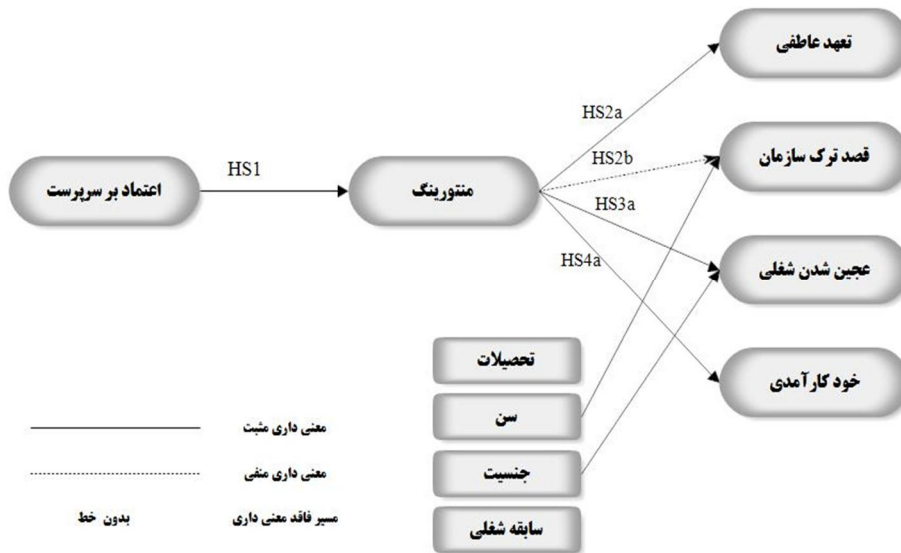 تعهد عاطفی
HS2a
قصد ترک سازمان
HS2b
HS1
اعتماد بر سرپرست
منتورینگ
HS3a
عجین شدن شغلی
HS4a
خود کارآمدی
تحصیلات
سن
جنسیت
سابقه شغلی
معنی داری مثبت
معنی داری منفی
مسیر فاقد معنی داری
بدون خط